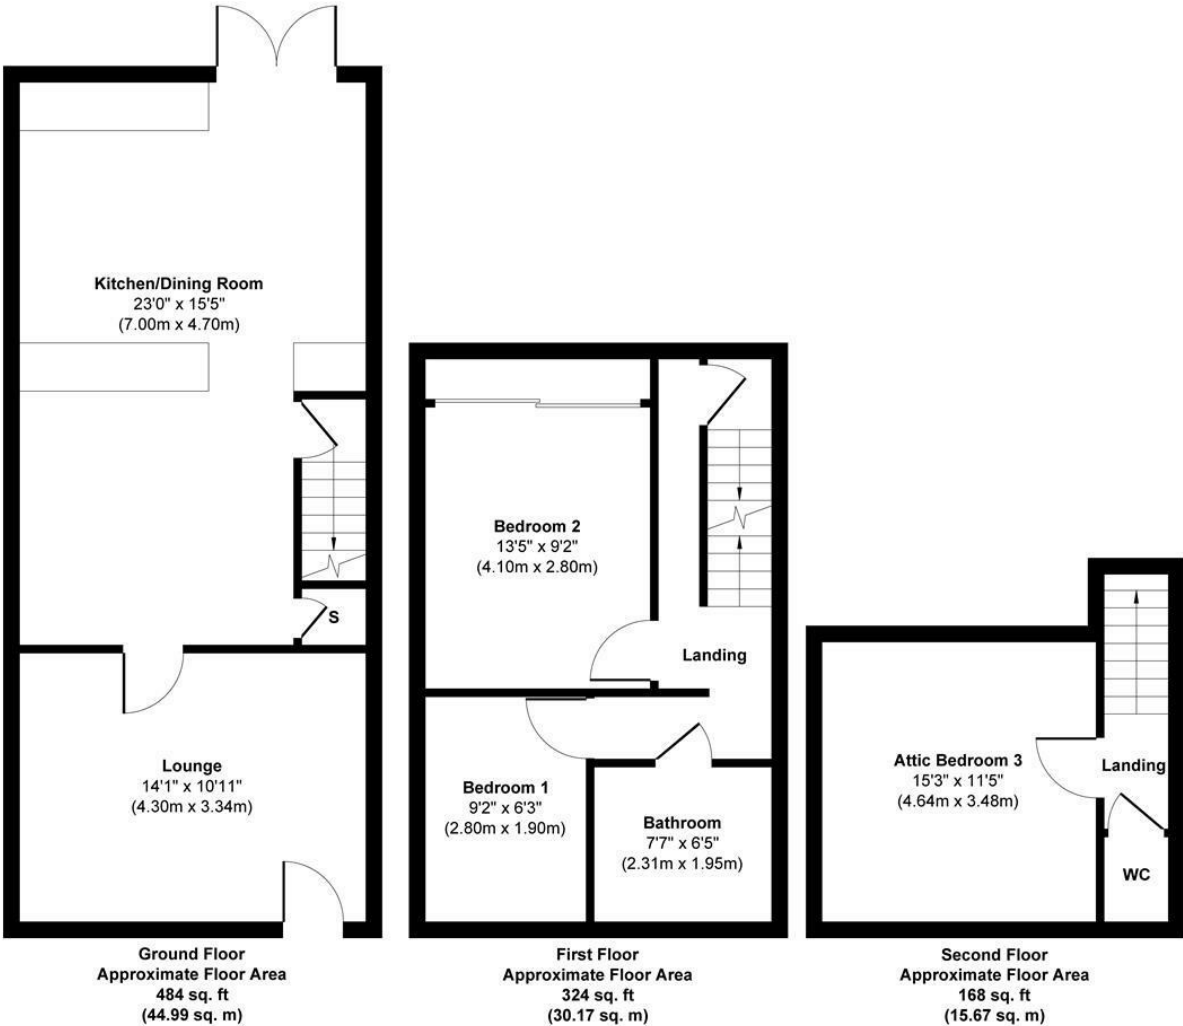 Kitchen/Dining Room
23'0" x 15'5"
(7.00m x 4.70m)
S
Lounge
14'1" x 10'11"
(4.30m x 3.34m)
Ground Floor
Approximate Floor Area
484 sq. ft
(44.99 sq. m)
Bedroom 2
13'5" x 9'2"
(4.10m x 2.80m)
Landing
Bedroom 1
9'2" x 6'3"
(2.80m x 1.90m)
Bathroom
7'7" x 6'5"
(2.31m x 1.95m)
First Floor
Approximate Floor Area
324 sq. ft
(30.17 sq. m)
Attic Bedroom 3
15'3" x 11'5"
(4.64m x 3.48m)
Landing
WC
Second Floor
Approximate Floor Area
168 sq. ft
(15.67 sq. m)